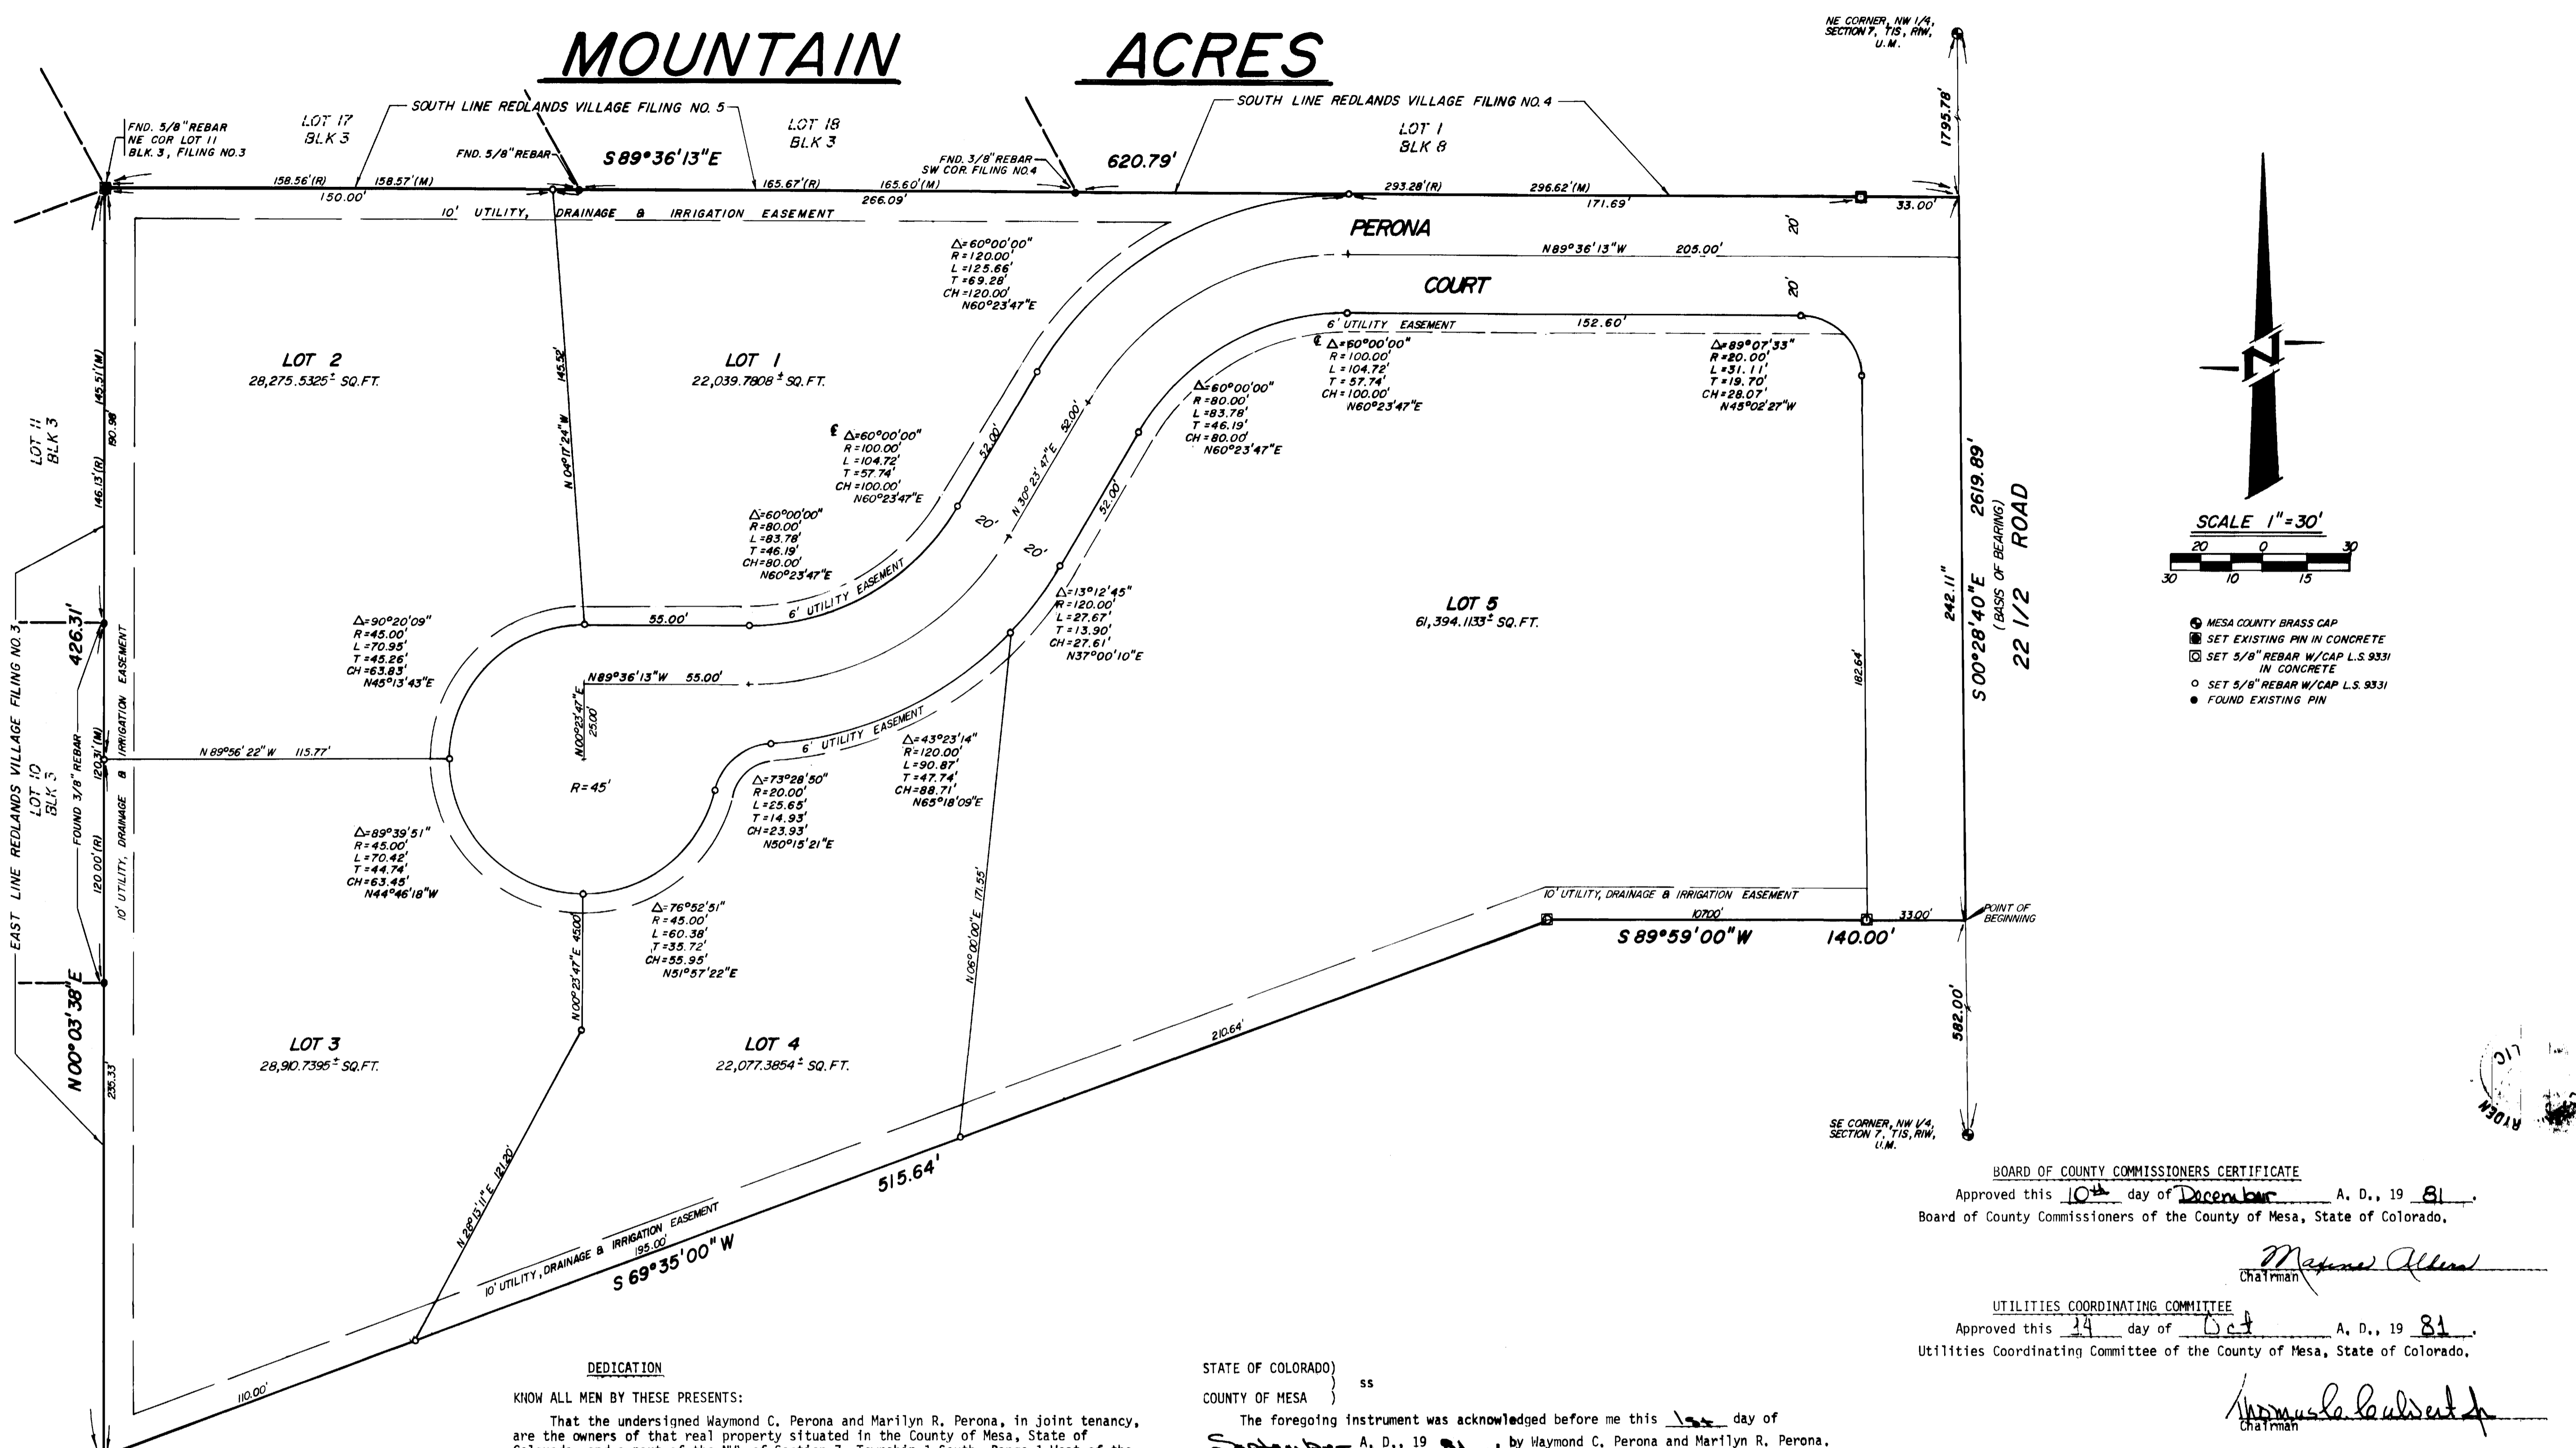 MOUNTAIN ACRES
NE CORNER, NW 1/4,
SECTION 7, T1S, R1W,
U.M.
1795.78'
SOUTH LINE REDLANDS VILLAGE FILING NO. 5
SOUTH LINE REDLANDS VILLAGE FILING NO. 4
FND. 5/8" REBAR
NE COR LOT 11
BLK. 3, FILING NO.3
LOT 17
BLK 3
FND. 5/8" REBAR
S 89°36'13"E
LOT 18
BLK 3
FND. 3/8" REBAR
SW COR. FILING NO.4
620.79'
LOT 1
BLK 8
158.56'(R) 158.57'(M)
150.00'
165.67'(R) 165.60'(M)
266.09'
293.28'(R) 296.62'(M)
171.69'
33.00'
10' UTILITY, DRAINAGE & IRRIGATION EASEMENT
PERONA
COURT
N89°36'13"W 205.00'
20'
20'
△=60°00'00"
R=120.00'
L=125.66'
T=69.28'
CH=120.00'
N60°23'47"E
6' UTILITY EASEMENT 152.60'
℄ △=60°00'00"
R=100.00'
L=104.72'
T=57.74'
CH=100.00'
N60°23'47"E
△=89°07'33"
R=20.00'
L=31.11'
T=19.70'
CH=28.07'
N45°02'27"W
△=60°00'00"
R=80.00'
L=83.78'
T=46.19'
CH=80.00'
N60°23'47"E
LOT 2
28,275.5325± SQ.FT.
LOT 1
22,039.7808± SQ.FT.
N 04°17'24"W 145.52'
℄ △=60°00'00"
R=100.00'
L=104.72'
T=57.74'
CH=100.00'
N60°23'47"E
△=60°00'00"
R=80.00'
L=83.78'
T=46.19'
CH=80.00'
N60°23'47"E
52.00'
N 30°23'47"E 52.00'
52.00'
20'
20'
LOT 11
BLK 3
146.13'(R) 145.51'(M)
190.98'
6' UTILITY EASEMENT
55.00'
△=90°20'09"
R=45.00'
L=70.95'
T=45.26'
CH=63.83'
N45°13'43"E
△=13°12'45"
R=120.00'
L=27.67'
T=13.90'
CH=27.61'
N37°00'10"E
LOT 5
61,394.1133± SQ.FT.
182.64'
242.11"
S 00°28'40"E 2619.89'
(BASIS OF BEARING)
22 1/2 ROAD
N
SCALE 1"=30'
20 0 30
30 10 15
MESA COUNTY BRASS CAP
SET EXISTING PIN IN CONCRETE
SET 5/8" REBAR W/CAP L.S. 9331
IN CONCRETE
SET 5/8" REBAR W/CAP L.S. 9331
FOUND EXISTING PIN
EAST LINE REDLANDS VILLAGE FILING NO.3
LOT 10
BLK 3
N00°03'38"E 426.31'
FOUND 3/8" REBAR
120.00'(R) 120.31'(M)
235.33'
10' UTILITY, DRAINAGE & IRRIGATION EASEMENT
N89°36'13"W 55.00'
N00°23'47"E
25.00'
N 89°56'22"W 115.77'
R=45'
6' UTILITY EASEMENT
△=43°23'14"
R=120.00'
L=90.87'
T=47.74'
CH=88.71'
N65°18'09"E
△=73°28'50"
R=20.00'
L=25.65'
T=14.93'
CH=23.93'
N50°15'21"E
△=89°39'51"
R=45.00'
L=70.42'
T=44.74'
CH=63.45'
N44°46'18"W
△=76°52'51"
R=45.00'
L=60.38'
T=35.72'
CH=55.95'
N51°57'22"E
N00°23'47"E 45.00'
N06°00'00"E 171.55'
10' UTILITY, DRAINAGE & IRRIGATION EASEMENT
107.00' 33.00'
S 89°59'00"W 140.00'
POINT OF
BEGINNING
582.00'
LOT 3
28,910.7395± SQ.FT.
LOT 4
22,077.3854± SQ.FT.
210.64'
N 28°13'11"E 121.20'
515.64'
10' UTILITY, DRAINAGE & IRRIGATION EASEMENT
195.00'
S 69°35'00"W
110.00'
SE CORNER, NW 1/4,
SECTION 7, T1S, R1W,
U.M.
RYDEN
BOARD OF COUNTY COMMISSIONERS CERTIFICATE
Approved this 10th day of December A. D., 19 81.
Board of County Commissioners of the County of Mesa, State of Colorado.
Maxine Albers
Chairman
UTILITIES COORDINATING COMMITTEE
Approved this 14 day of Oct A. D., 19 81.
Utilities Coordinating Committee of the County of Mesa, State of Colorado.
Chairman
DEDICATION
KNOW ALL MEN BY THESE PRESENTS:
That the undersigned Waymond C. Perona and Marilyn R. Perona, in joint tenancy,
are the owners of that real property situated in the County of Mesa, State of
STATE OF COLORADO)
) ss
COUNTY OF MESA )
The foregoing instrument was acknowledged before me this 1st day of
September A. D., 19 81, by Waymond C. Perona and Marilyn R. Perona.